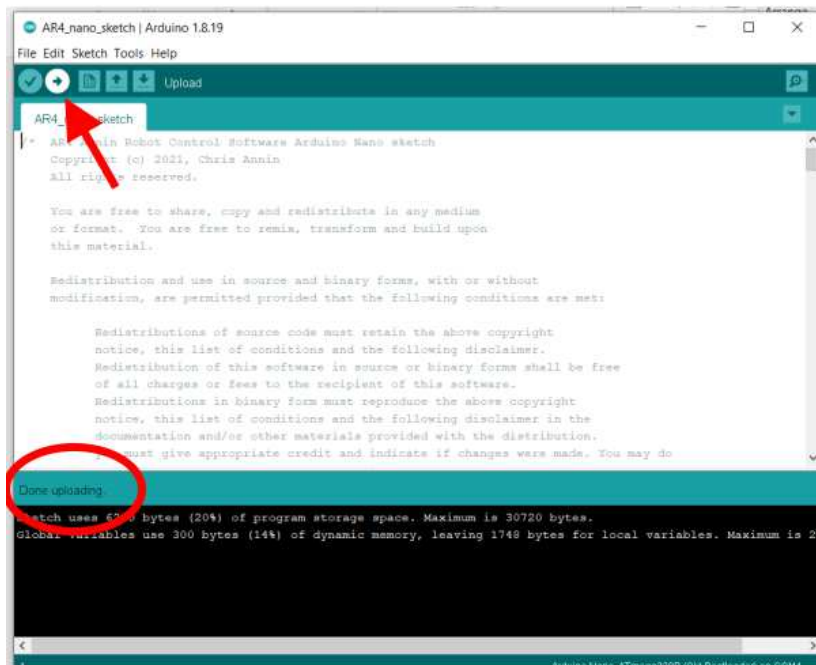 AR4_nano_sketch | Arduino 1.8.19
File Edit Sketch Tools Help
Upload
AR4 sketch
Annin Robot Control Software Arduino Nano sketch
Copyright (c) 2021, Chris Annin
All rights reserved.
You are free to share, copy and redistribute in any medium
or format. You are free to remix, transform and build upon
this material.
Redistribution and use in source and binary forms, with or without
modification, are permitted provided that the following conditions are met:
Redistributions of source code must retain the above copyright
notice, this list of conditions and the following disclaimer.
Redistribution of this software in source or binary forms shall be free
of all charges or fees to the recipient of this software.
Redistributions in binary form must reproduce the above copyright
notice, this list of conditions and the following disclaimer in the
documentation and/or other materials provided with the distribution.
must give appropriate credit and indicate if changes were made. You may do
Done uploading.
Sketch uses bytes (20%) of program storage space. Maximum is 30720 bytes.
Global variables use 300 bytes (14%) of dynamic memory, leaving 1748 bytes for local variables. Maximum is 2